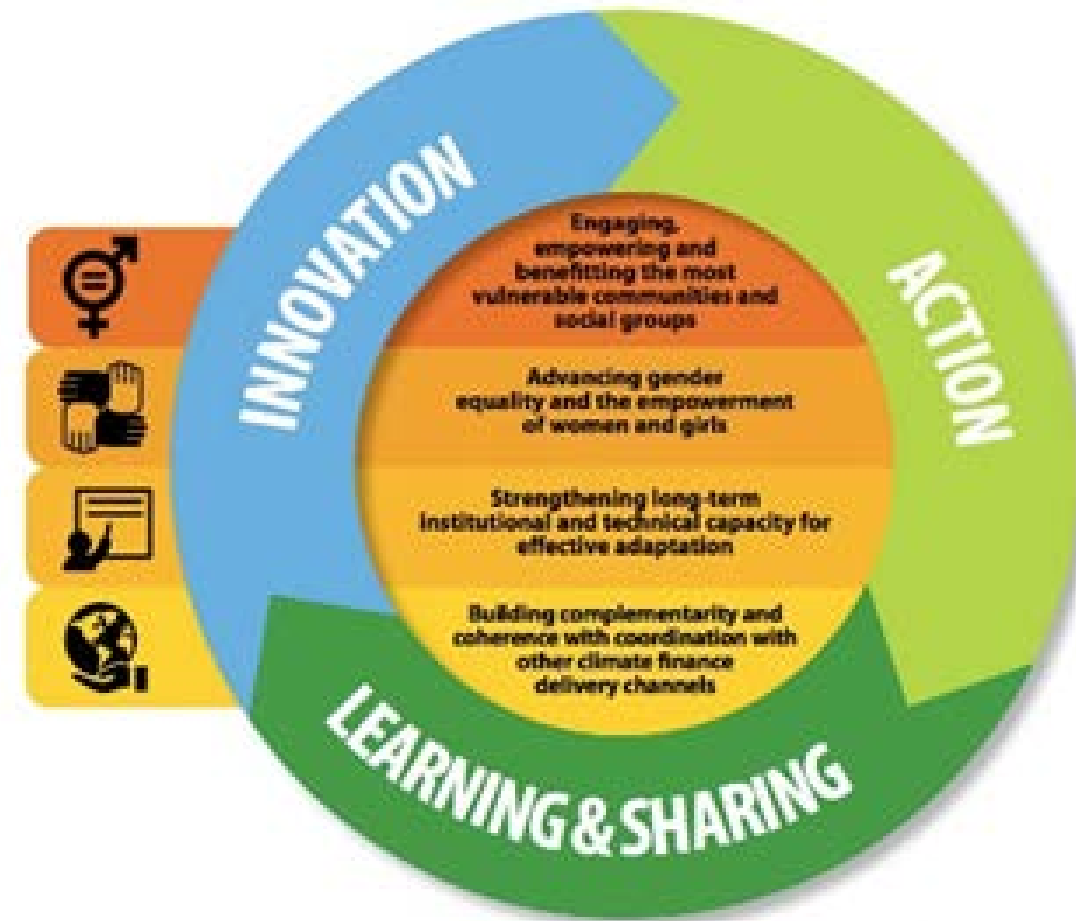 INNOVATION
ACTION
Engaging,
empowering and
benefitting the most
vulnerable communities and
social groups
Advancing gender
equality and the empowerment
of women and girls
Strengthening long-term
institutional and technical capacity for
effective adaptation
Building complementarity and
coherence with coordination with
other climate finance
delivery channels
LEARNING & SHARING